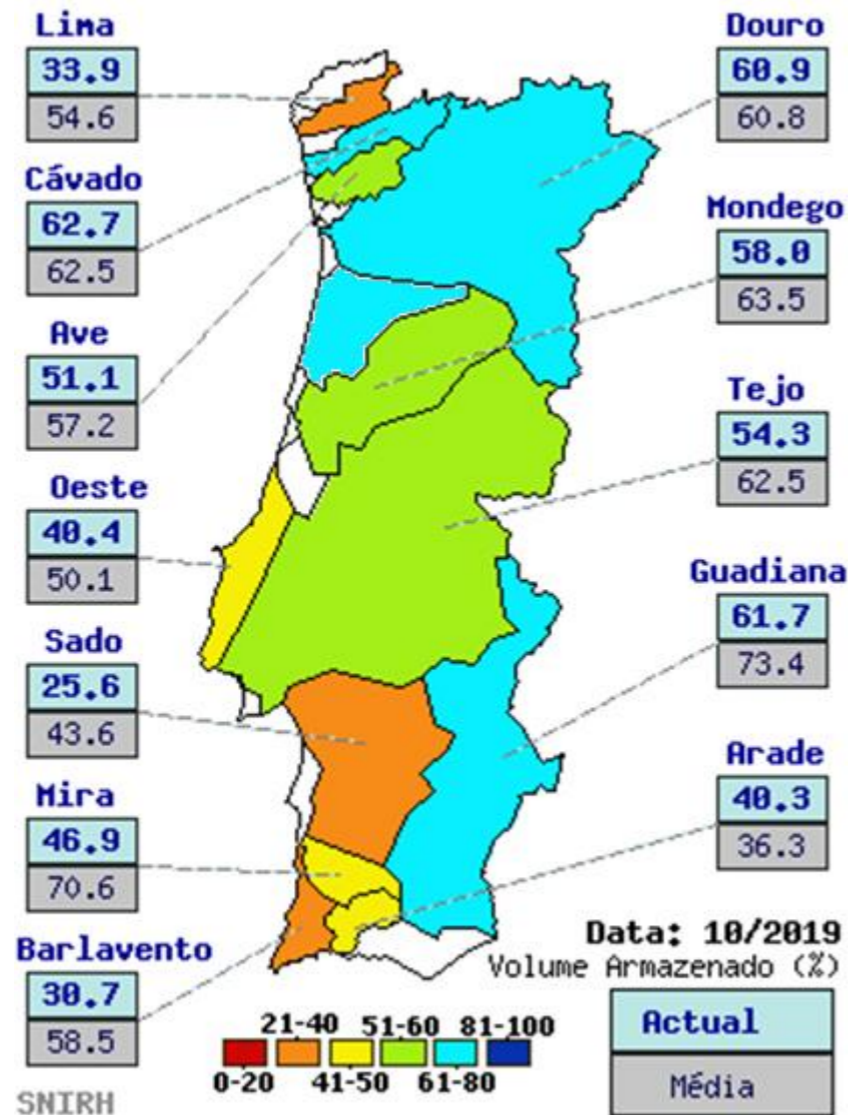 Lima
33.9
54.6
Cávado
62.7
62.5
Ave
51.1
57.2
Oeste
40.4
50.1
Sado
25.6
43.6
Mira
46.9
70.6
Barlavento
30.7
58.5
SNIRH
Douro
60.9
60.8
Mondego
58.0
63.5
Tejo
54.3
62.5
Guadiana
61.7
73.4
Arade
40.3
36.3
Data: 10/2019
Volume Armazenado (%)
21-40 51-60 81-100
0-20 41-50 61-80
Actual
Média